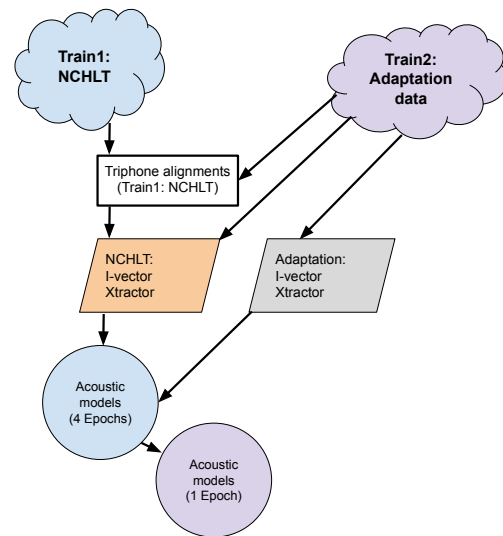 Train1:
NCHLT
Train2:
Adaptation
data
Triphone alignments
(Train1: NCHLT)
NCHLT:
I-vector
Xtractor
Adaptation:
I-vector
Xtractor
Acoustic
models
(4 Epochs)
Acoustic
models
(1 Epoch)